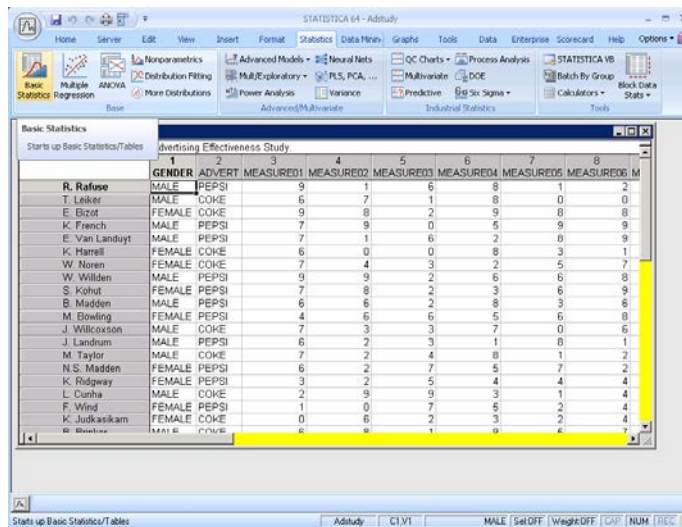 STATISTICA 64 - Adstudy
Home Server Edit View Insert Format Statistics Data Mining Graphs Tools Data Enterprise Scorecard Help Options
Basic Statistics
Multiple Regression
ANOVA
Nonparametrics
Distribution Fitting
More Distributions
Base
Advanced Models
Mult/Exploratory
Power Analysis
Neural Nets
PLS, PCA, ...
Variance
Advanced/Multivariate
QC Charts
Multivariate
Predictive
Process Analysis
DOE
Six Sigma
Industrial Statistics
STATISTICA VB
Batch By Group
Calculators
Block Data Stats
Tools
Basic Statistics
Starts up Basic Statistics/Tables
Advertising Effectiveness Study
1 2 3 4 5 6 7 8
GENDER ADVERT MEASURE01 MEASURE02 MEASURE03 MEASURE04 MEASURE05 MEASURE06 M
R. Rafuse MALE PEPSI 9 1 6 8 1 2
T. Leiker MALE COKE 6 7 1 8 0 0
E. Bizot FEMALE COKE 9 8 2 9 8 8
K. French MALE PEPSI 7 9 0 5 9 9
E. Van Landuyt MALE PEPSI 7 1 6 2 8 9
K. Harrell FEMALE COKE 6 0 0 8 3 1
W. Noren FEMALE COKE 7 4 3 2 5 7
W. Willden MALE PEPSI 9 9 2 6 6 8
S. Kohut FEMALE PEPSI 7 8 2 3 6 9
B. Madden MALE PEPSI 6 6 2 8 3 6
M. Bowling FEMALE PEPSI 4 6 6 5 6 8
J. Willcoxson MALE COKE 7 3 3 7 0 6
J. Landrum MALE PEPSI 6 2 3 1 8 1
M. Taylor MALE COKE 7 2 4 8 1 2
N.S. Madden FEMALE PEPSI 6 2 7 5 7 2
K. Ridgway FEMALE PEPSI 3 2 5 4 4 4
L. Cunha MALE COKE 2 9 9 3 1 4
F. Wind FEMALE PEPSI 1 0 7 5 2 4
K. Judkasikam FEMALE COKE 0 6 2 3 2 4
Starts up Basic Statistics/Tables Adstudy C1,V1 MALE Sel:OFF Weight:OFF CAP NUM REC